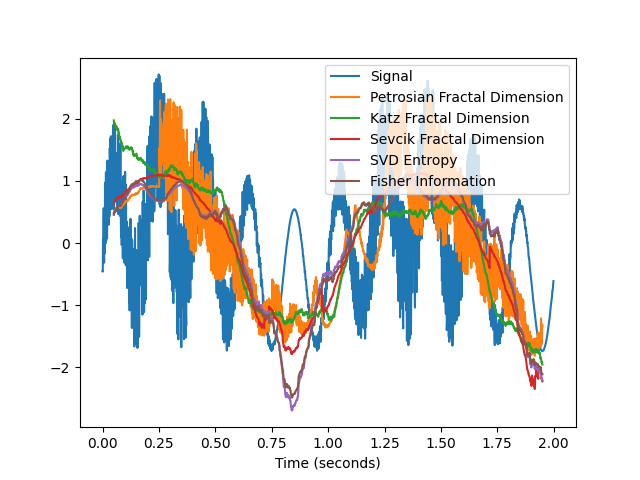 Signal
Petrosian Fractal Dimension
Katz Fractal Dimension
Sevcik Fractal Dimension
SVD Entropy
Fisher Information
2
1
0
−1
−2
0.00 0.25 0.50 0.75 1.00 1.25 1.50 1.75 2.00
Time (seconds)